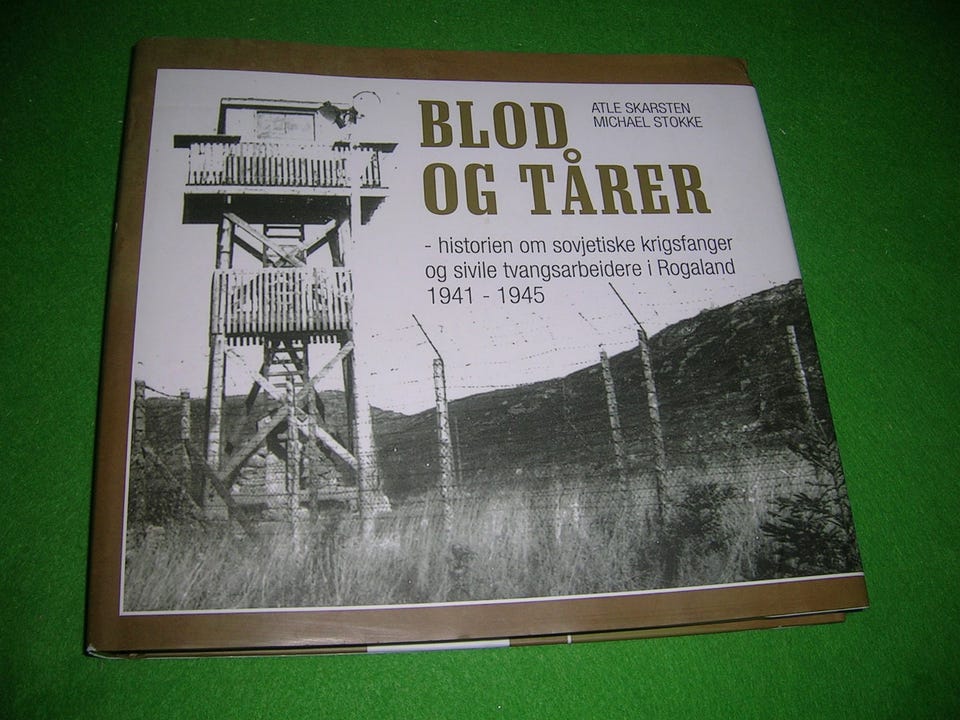 BLOD
OG TÅRER
ATLE SKARSTEN
MICHAEL STOKKE
- historien om sovjetiske krigsfanger
og sivile tvangsarbeidere i Rogaland
1941 - 1945